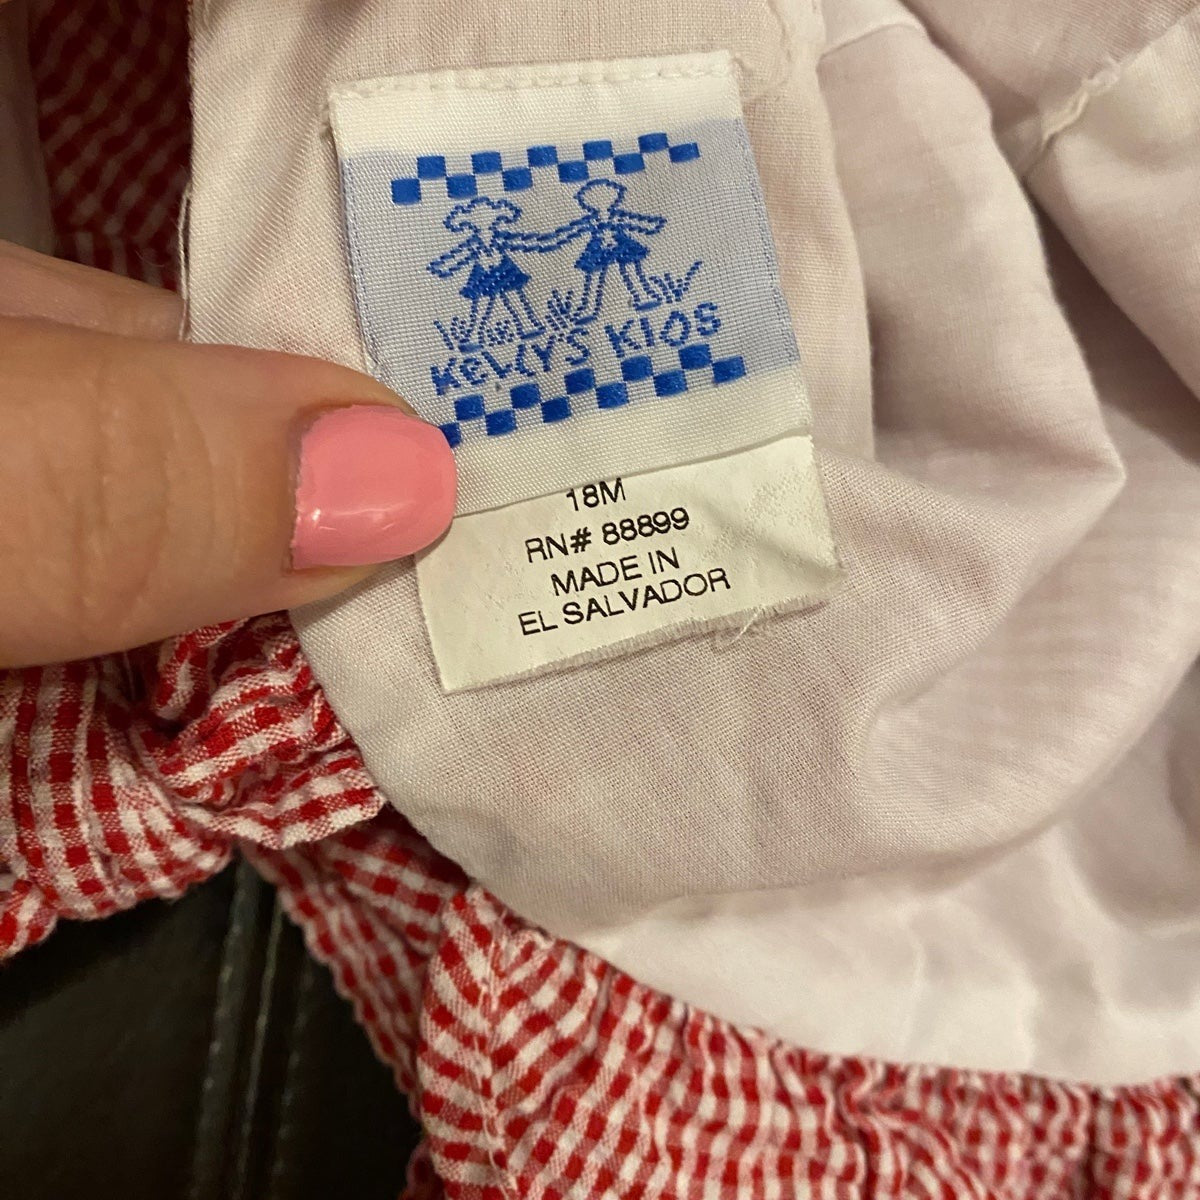 KELLY'S KIDS
18M
RN# 88899
MADE IN
EL SALVADOR